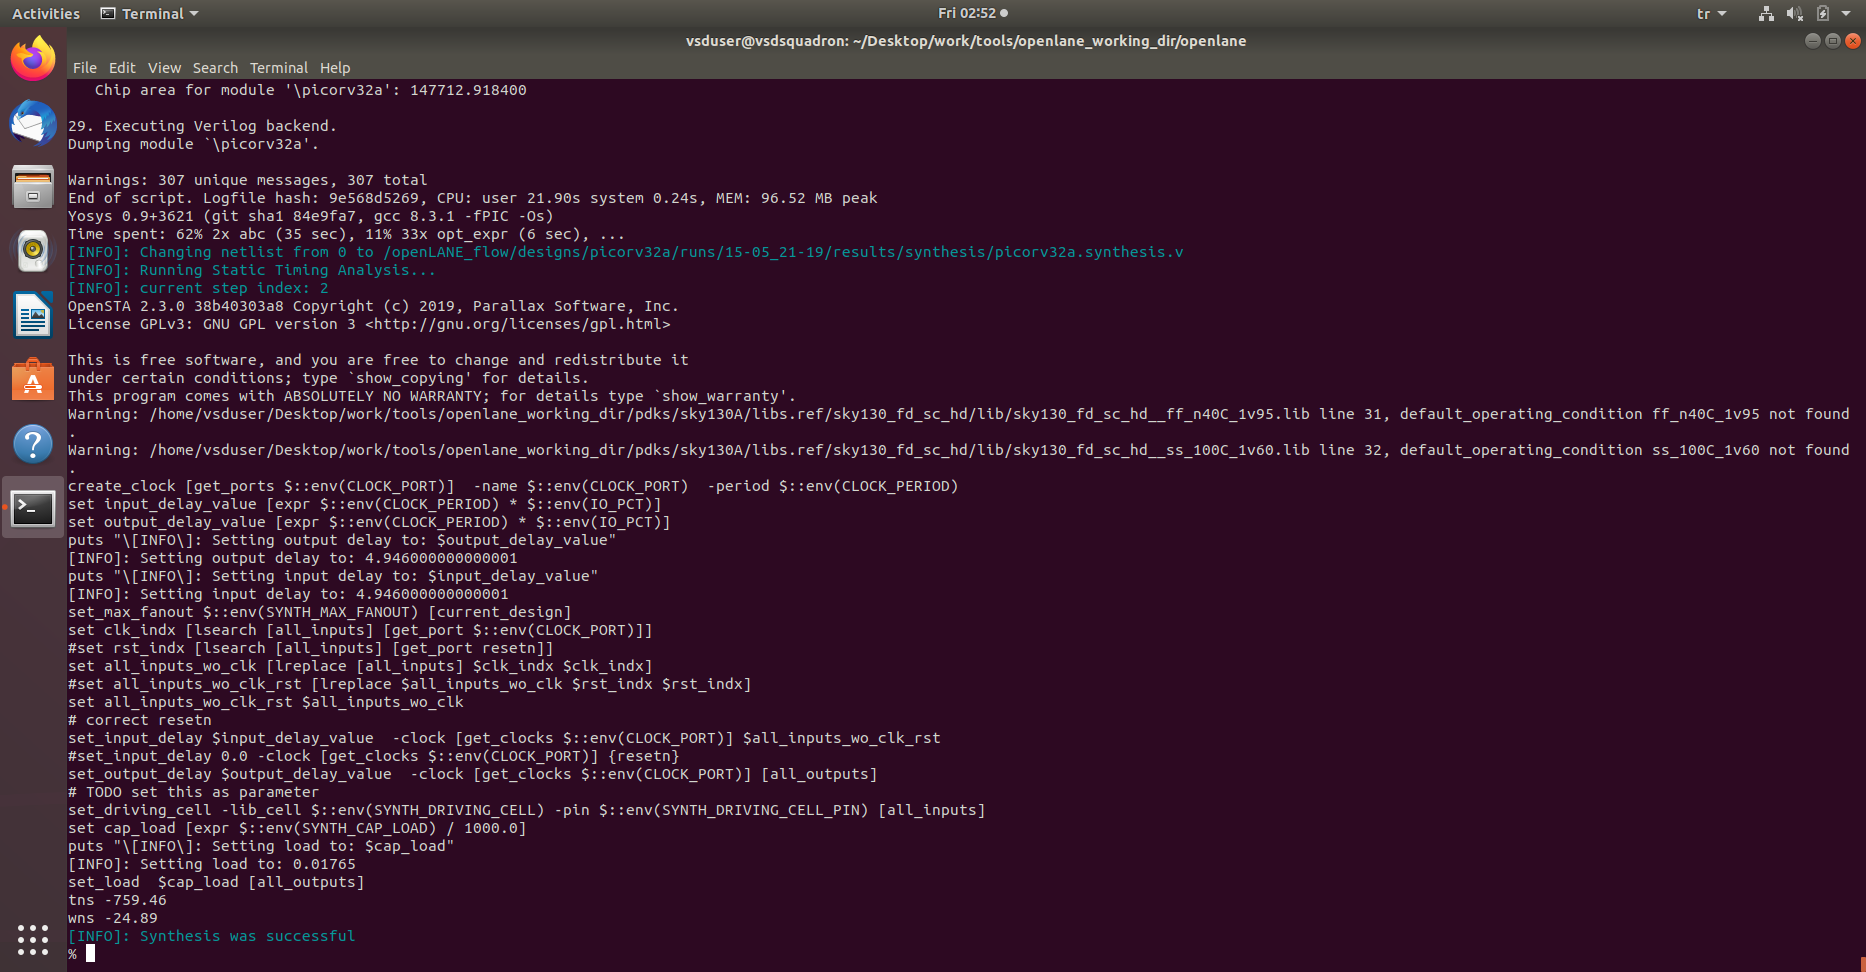 Activities
Terminal
Fri 02:52
tr
vsduser@vsdsquadron: ~/Desktop/work/tools/openlane_working_dir/openlane
File Edit View Search Terminal Help
Chip area for module '\picorv32a': 147712.918400
29. Executing Verilog backend.
Dumping module `\picorv32a'.
Warnings: 307 unique messages, 307 total
End of script. Logfile hash: 9e568d5269, CPU: user 21.90s system 0.24s, MEM: 96.52 MB peak
Yosys 0.9+3621 (git sha1 84e9fa7, gcc 8.3.1 -fPIC -Os)
Time spent: 62% 2x abc (35 sec), 11% 33x opt_expr (6 sec), ...
[INFO]: Changing netlist from 0 to /openLANE_flow/designs/picorv32a/runs/15-05_21-19/results/synthesis/picorv32a.synthesis.v
[INFO]: Running Static Timing Analysis...
[INFO]: current step index: 2
OpenSTA 2.3.0 38b40303a8 Copyright (c) 2019, Parallax Software, Inc.
License GPLv3: GNU GPL version 3 <http://gnu.org/licenses/gpl.html>
This is free software, and you are free to change and redistribute it
under certain conditions; type `show_copying' for details.
This program comes with ABSOLUTELY NO WARRANTY; for details type `show_warranty'.
Warning: /home/vsduser/Desktop/work/tools/openlane_working_dir/pdks/sky130A/libs.ref/sky130_fd_sc_hd/lib/sky130_fd_sc_hd__ff_n40C_1v95.lib line 31, default_operating_condition ff_n40C_1v95 not found
.
Warning: /home/vsduser/Desktop/work/tools/openlane_working_dir/pdks/sky130A/libs.ref/sky130_fd_sc_hd/lib/sky130_fd_sc_hd__ss_100C_1v60.lib line 32, default_operating_condition ss_100C_1v60 not found
.
create_clock [get_ports $::env(CLOCK_PORT)]  -name $::env(CLOCK_PORT)  -period $::env(CLOCK_PERIOD)
set input_delay_value [expr $::env(CLOCK_PERIOD) * $::env(IO_PCT)]
set output_delay_value [expr $::env(CLOCK_PERIOD) * $::env(IO_PCT)]
puts "\[INFO\]: Setting output delay to: $output_delay_value"
[INFO]: Setting output delay to: 4.946000000000001
puts "\[INFO\]: Setting input delay to: $input_delay_value"
[INFO]: Setting input delay to: 4.946000000000001
set_max_fanout $::env(SYNTH_MAX_FANOUT) [current_design]
set clk_indx [lsearch [all_inputs] [get_port $::env(CLOCK_PORT)]]
#set rst_indx [lsearch [all_inputs] [get_port resetn]]
set all_inputs_wo_clk [lreplace [all_inputs] $clk_indx $clk_indx]
#set all_inputs_wo_clk_rst [lreplace $all_inputs_wo_clk $rst_indx $rst_indx]
set all_inputs_wo_clk_rst $all_inputs_wo_clk
# correct resetn
set_input_delay $input_delay_value  -clock [get_clocks $::env(CLOCK_PORT)] $all_inputs_wo_clk_rst
#set_input_delay 0.0 -clock [get_clocks $::env(CLOCK_PORT)] {resetn}
set_output_delay $output_delay_value  -clock [get_clocks $::env(CLOCK_PORT)] [all_outputs]
# TODO set this as parameter
set_driving_cell -lib_cell $::env(SYNTH_DRIVING_CELL) -pin $::env(SYNTH_DRIVING_CELL_PIN) [all_inputs]
set cap_load [expr $::env(SYNTH_CAP_LOAD) / 1000.0]
puts "\[INFO\]: Setting load to: $cap_load"
[INFO]: Setting load to: 0.01765
set_load  $cap_load [all_outputs]
tns -759.46
wns -24.89
[INFO]: Synthesis was successful
%